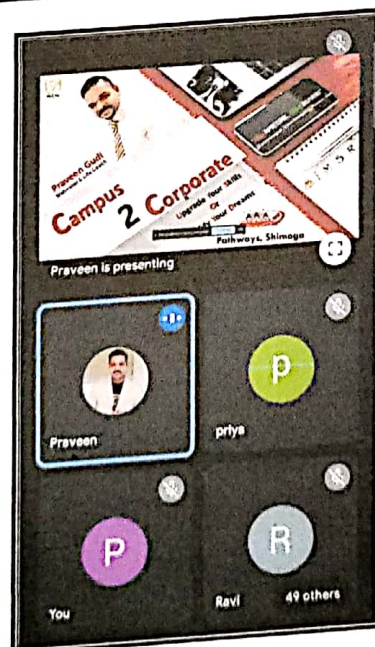 Praveen Gudi
Campus
2 Corporate
Upgrade Your Skills
Or
Your Dreams
Pathways, Shimoga
Praveen is presenting
Praveen
priya
P
p
You
R
Ravi
49 others